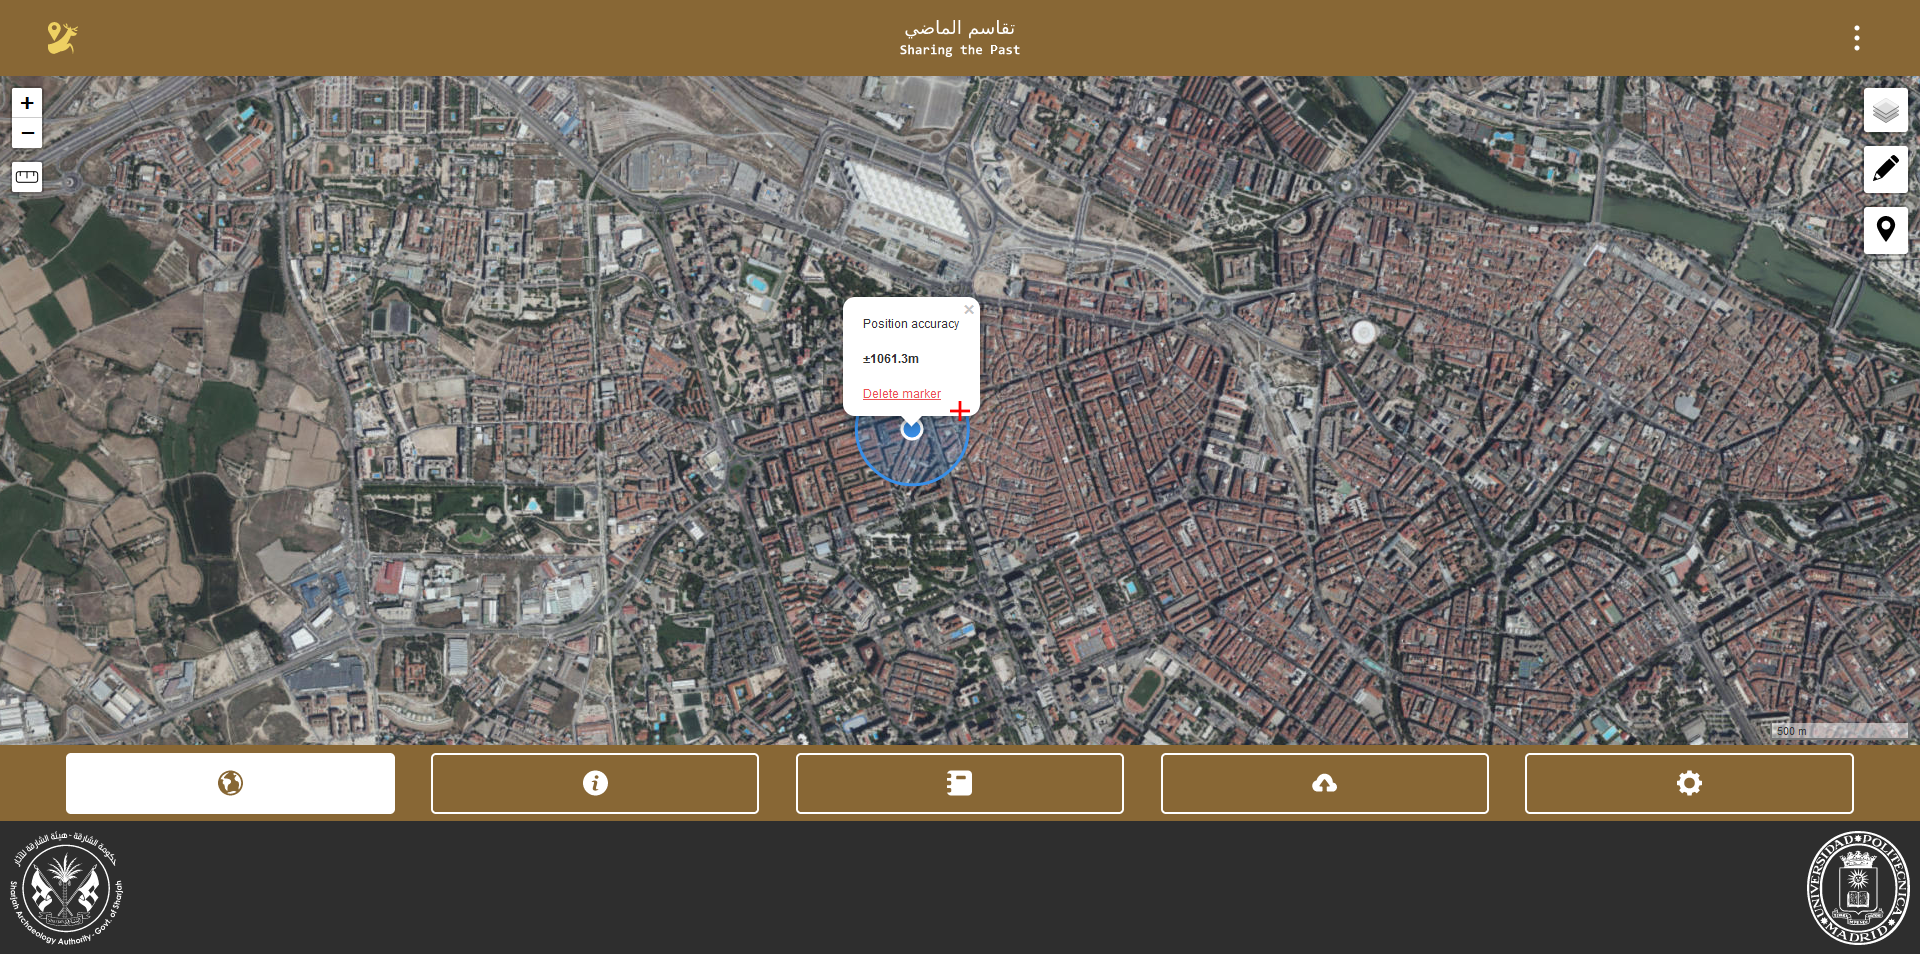 تقاسم الماضي
Sharing the Past
+
−
Position accuracy
×
±1061.3m
Delete marker
500 m
حكومة الشارقة - هيئة الشارقة للآثار
Sharjah Archaeology Authority - Govt. of Sharjah
UNIVERSIDAD POLITECNICA
MADRID